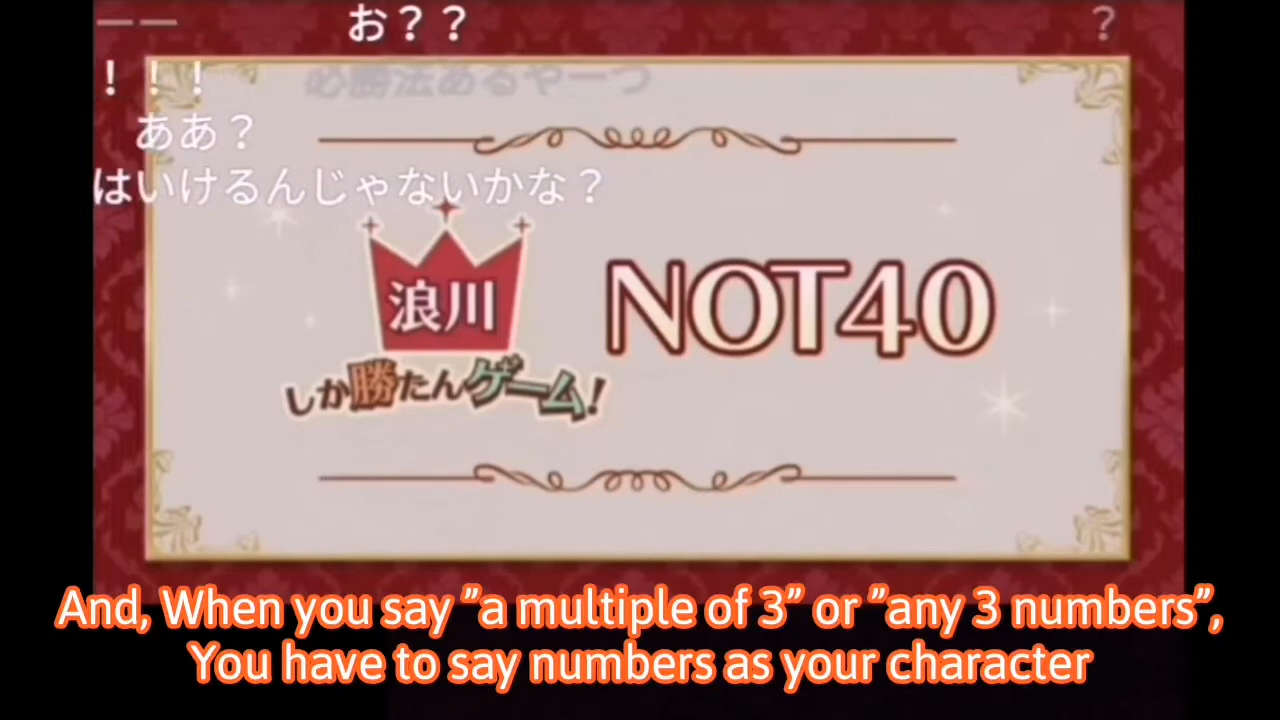 ーー
お？？
？
！！！
必勝法あるやーつ
ああ？
はいけるんじゃないかな？
浪川
しか勝たんゲーム！
NOT40
And, When you say "a multiple of 3" or "any 3 numbers",
You have to say numbers as your character